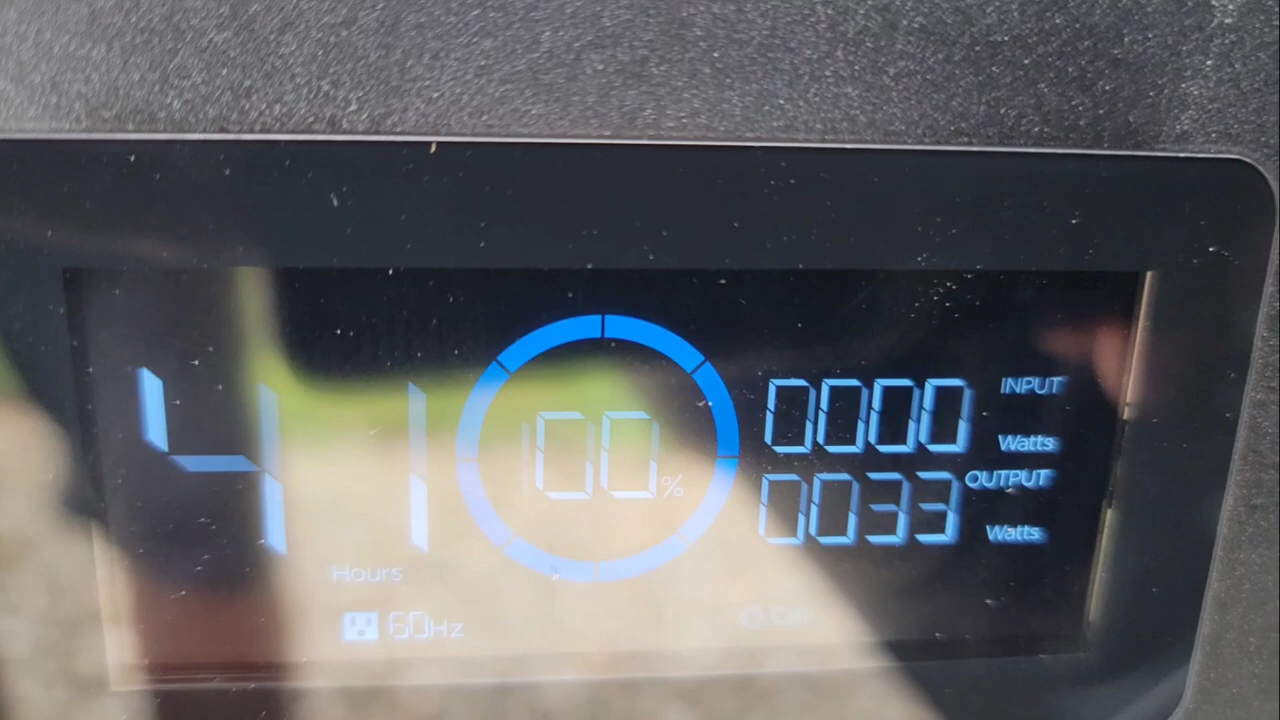 41
Hours
60Hz
100%
0000 INPUT
Watts
0033 OUTPUT
Watts